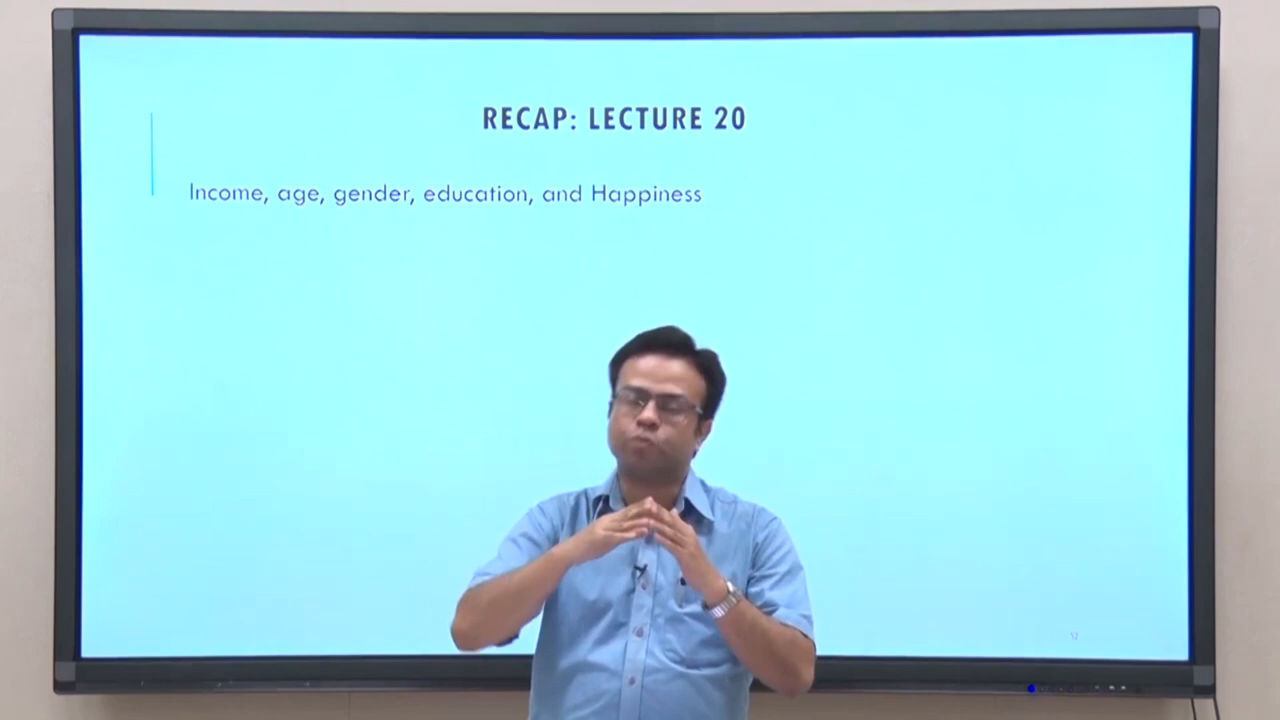 RECAP: LECTURE 20
Income, age, gender, education, and Happiness